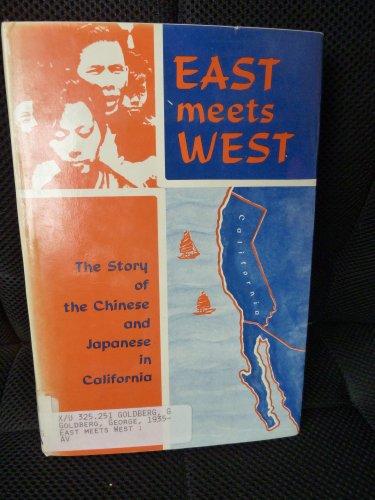 EAST
meets
WEST
California
The Story
of
the Chinese
and
Japanese
in
California
X/U 325.251 GOLDBERG, G
GOLDBERG, GEORGE, 1935-
EAST MEETS WEST :
AV